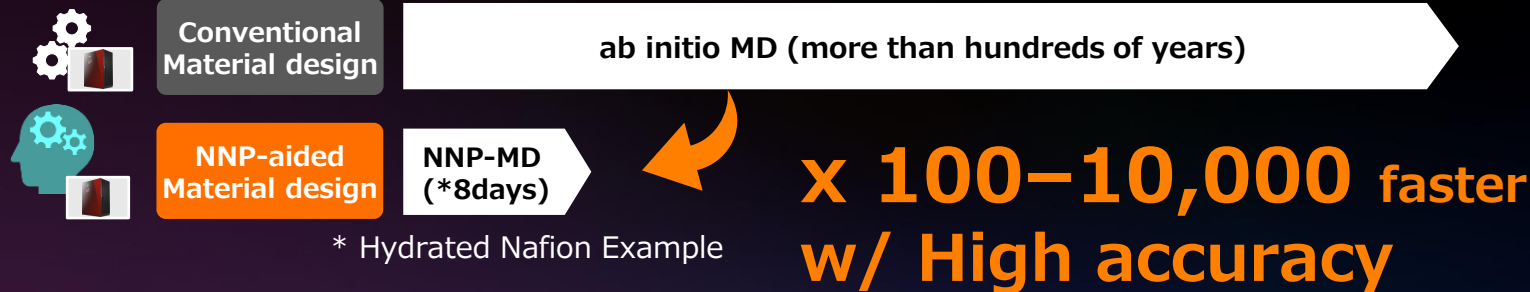 Conventional
Material design
ab initio MD (more than hundreds of years)
NNP-aided
Material design
NNP-MD
(*8days)
x 100–10,000 faster
w/ High accuracy
* Hydrated Nafion Example